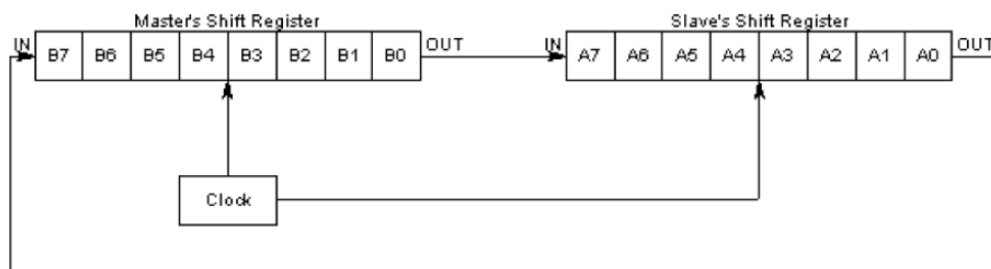 Master's Shift Register Slave's Shift Register
IN B7 B6 B5 B4 B3 B2 B1 B0 OUT IN A7 A6 A5 A4 A3 A2 A1 A0 OUT
Clock